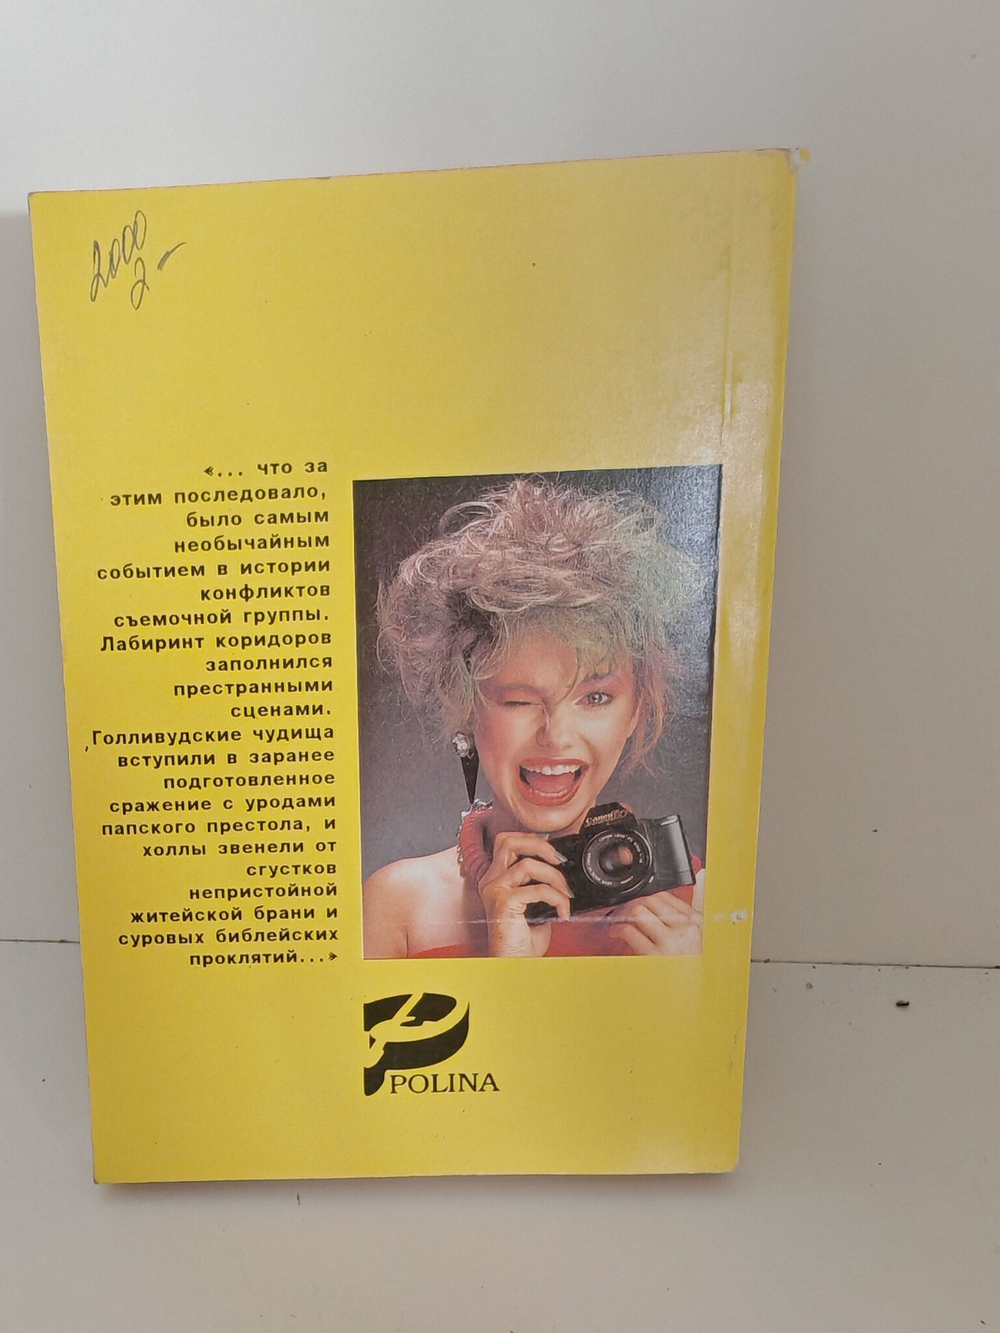 2000
2-
«... что за
этим последовало,
было самым
необычайным
событием в истории
конфликтов
съемочной группы.
Лабиринт коридоров
заполнился
престранными
сценами.
Голливудские чудища
вступили в заранее
подготовленное
сражение с уродами
папского престола, и
холлы звенели от
сгустков
непристойной
житейской брани и
суровых библейских
проклятий...»
Canon
POLINA